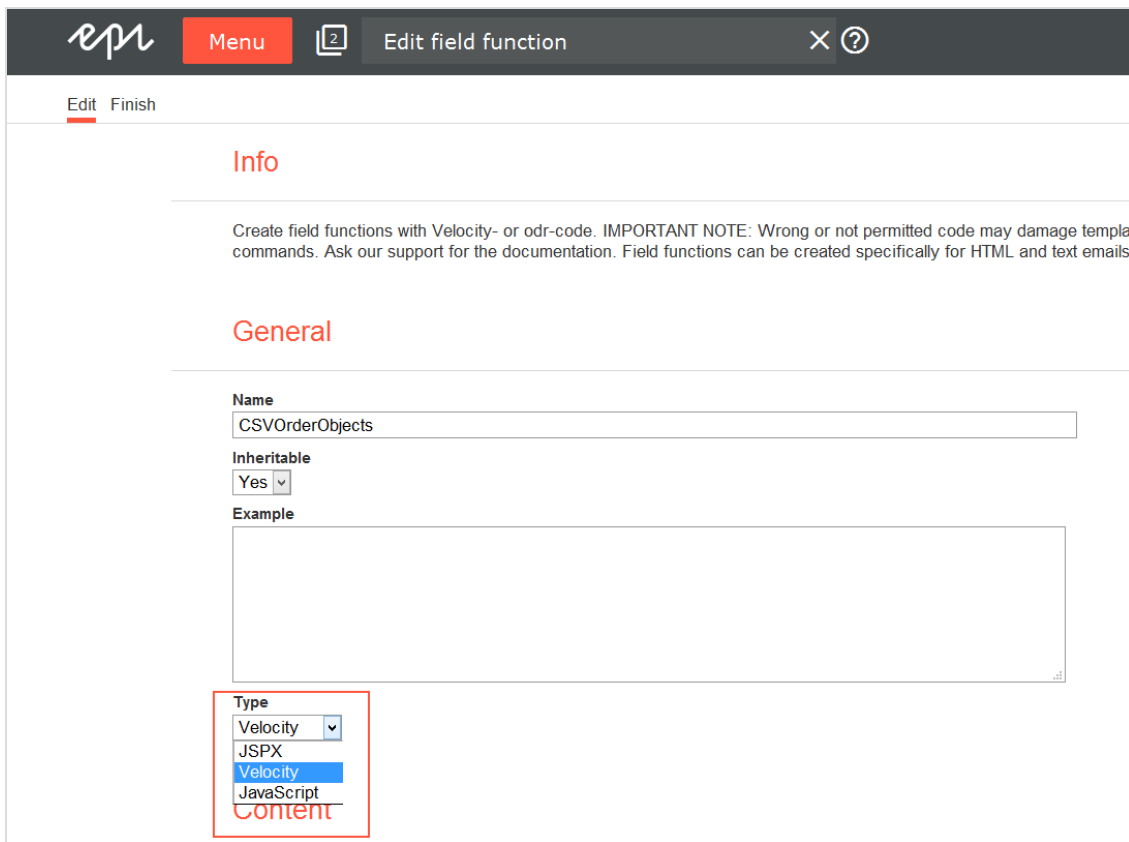 epi Menu 2 Edit field function
Edit Finish
Info
Create field functions with Velocity- or odr-code. IMPORTANT NOTE: Wrong or not permitted code may damage templa
commands. Ask our support for the documentation. Field functions can be created specifically for HTML and text emails
General
Name
CSVOrderObjects
Inheritable
Yes
Example
Type
Velocity
JSPX
Velocity
JavaScript
Content